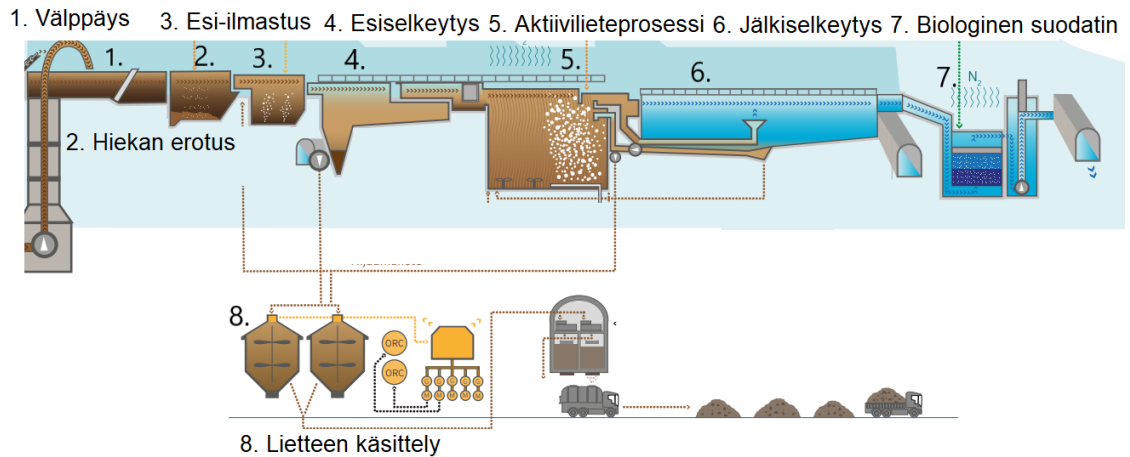 1. Välppäys 3. Esi-ilmastus 4. Esiselkeytys 5. Aktiivilieteprosessi 6. Jälkiselkeytys 7. Biologinen suodatin
1. 2. 3. 4. 5. 6. 7. N2
2. Hiekan erotus
8.
ORC
ORC
G G G G G
M M M M M
8. Lietteen käsittely